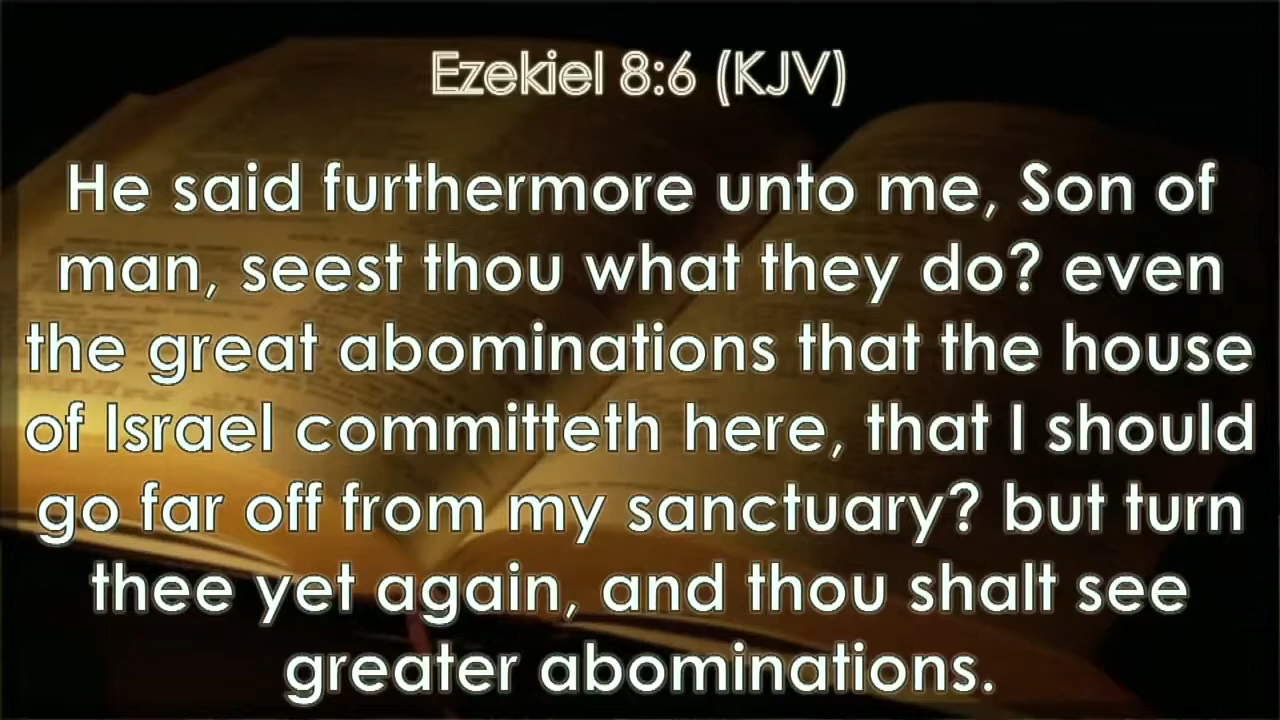 Ezekiel 8:6 (KJV)
He said furthermore unto me, Son of
man, seest thou what they do? even
the great abominations that the house
of Israel committeth here, that I should
go far off from my sanctuary? but turn
thee yet again, and thou shalt see
greater abominations.